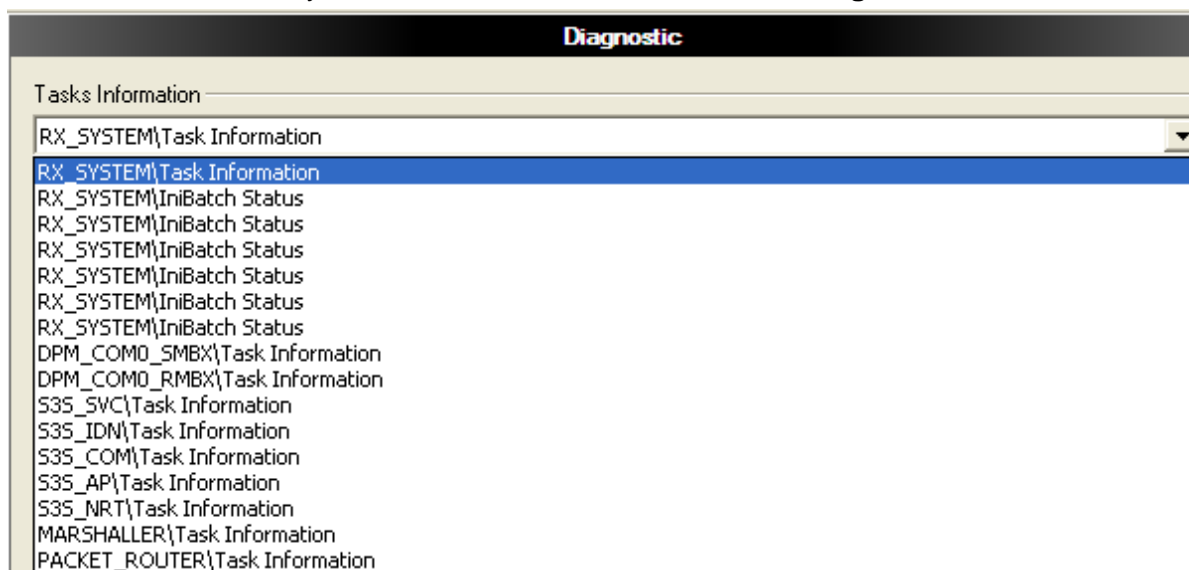 Diagnostic
Tasks Information
RX_SYSTEM\Task Information
RX_SYSTEM\Task Information
RX_SYSTEM\IniBatch Status
RX_SYSTEM\IniBatch Status
RX_SYSTEM\IniBatch Status
RX_SYSTEM\IniBatch Status
RX_SYSTEM\IniBatch Status
RX_SYSTEM\IniBatch Status
DPM_COM0_SMBX\Task Information
DPM_COM0_RMBX\Task Information
S3S_SVC\Task Information
S3S_IDN\Task Information
S3S_COM\Task Information
S3S_AP\Task Information
S3S_NRT\Task Information
MARSHALLER\Task Information
PACKET_ROUTER\Task Information